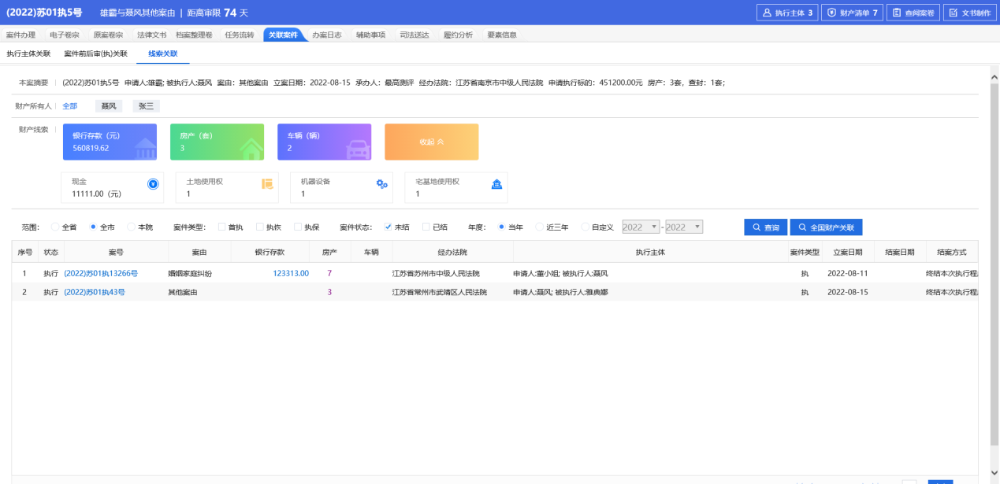 (2022)苏01执5号 雄霸与聂风其他案由 | 距离审限 74 天 执行主体 3 财产清单 7 查阅案卷 文书制作
案件办理 电子卷宗 原案卷宗 法律文书 档案整理卷 任务流转 关联案件 办案日志 辅助事项 司法送达 履约分析 要素信息
执行主体关联 案件前后审(执)关联 线索关联
本案摘要 (2022)苏01执5号 申请人:雄霸; 被执行人:聂风 案由: 其他案由 立案日期: 2022-08-15 承办人: 最高测评 经办法院: 江苏省南京市中级人民法院 申请执行标的: 451200.00元 房产: 3套, 查封: 1套;
财产所有人 全部 聂风 张三
财产线索
银行存款 (元) 房产 (套) 车辆 (辆)
560819.62 3 2 收起
现金 土地使用权 机器设备 宅基地使用权
11111.00 (元) 1 1 1
范围: 全省 全市 本院 案件类型: 首执 执恢 执保 案件状态: 未结 已结 年度: 当年 近三年 自定义 2022 - 2022 查询 全国财产关联
序号 状态 案号 案由 银行存款 房产 车辆 经办法院 执行主体 案件类型 立案日期 结案日期 结案方式
1 执行 (2022)苏01执13266号 婚姻家庭纠纷 123313.00 7 江苏省苏州市中级人民法院 申请人:董小姐; 被执行人:聂风 执 2022-08-11 终结本次执行程
2 执行 (2022)苏01执43号 其他案由 3 江苏省常州市武靖区人民法院 申请人:聂风; 被执行人:雅典娜 执 2022-08-15 终结本次执行程